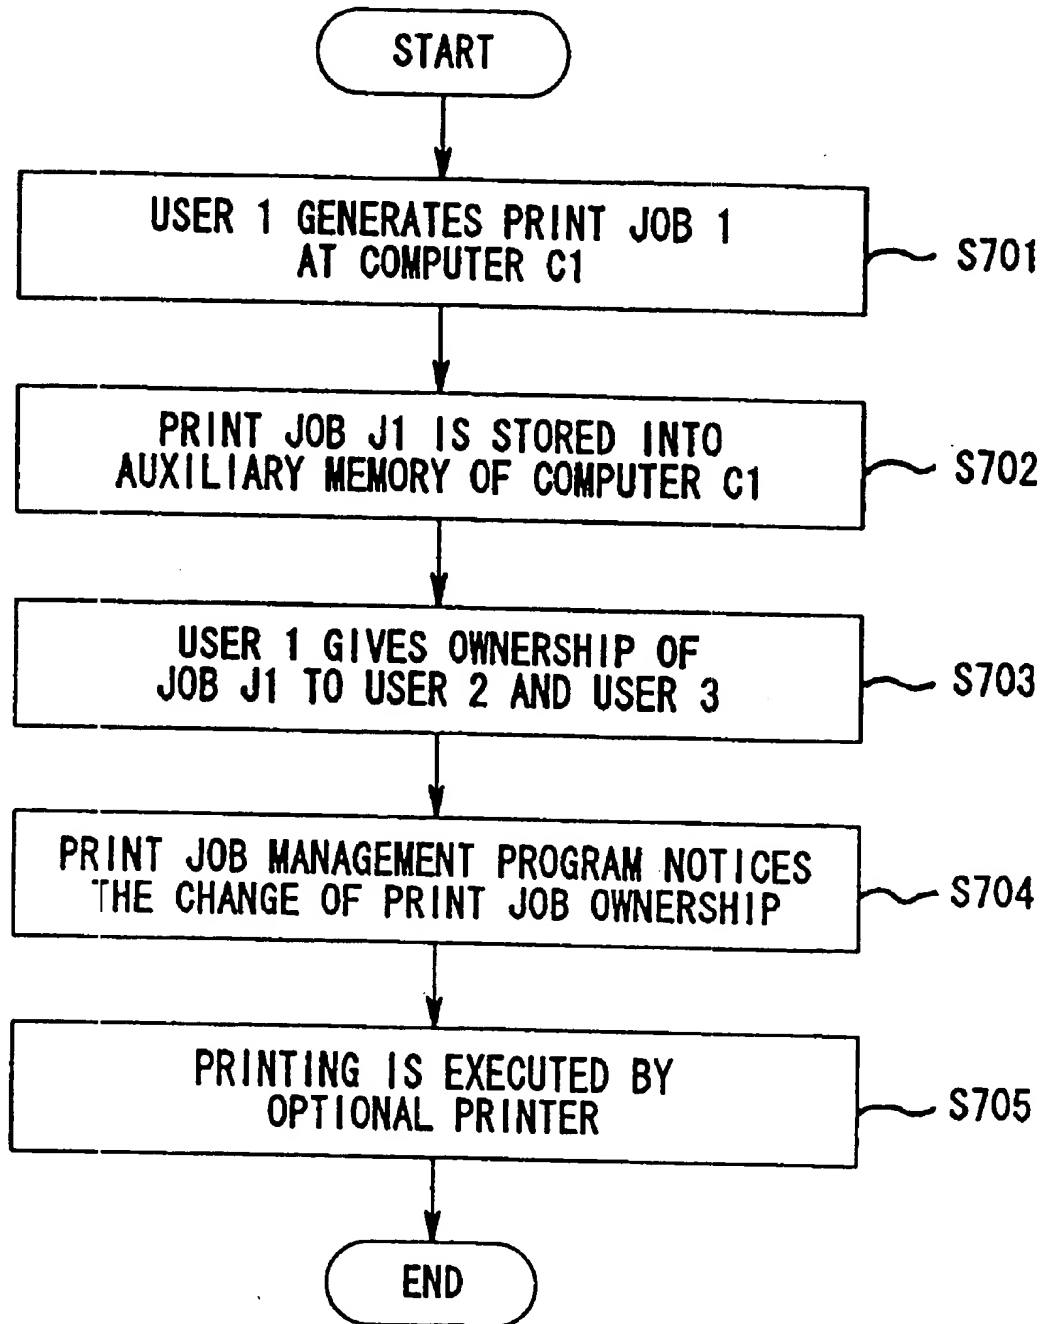 START
USER 1 GENERATES PRINT JOB 1
AT COMPUTER C1
S701
PRINT JOB J1 IS STORED INTO
AUXILIARY MEMORY OF COMPUTER C1
S702
USER 1 GIVES OWNERSHIP OF
JOB J1 TO USER 2 AND USER 3
S703
PRINT JOB MANAGEMENT PROGRAM NOTICES
THE CHANGE OF PRINT JOB OWNERSHIP
S704
PRINTING IS EXECUTED BY
OPTIONAL PRINTER
S705
END